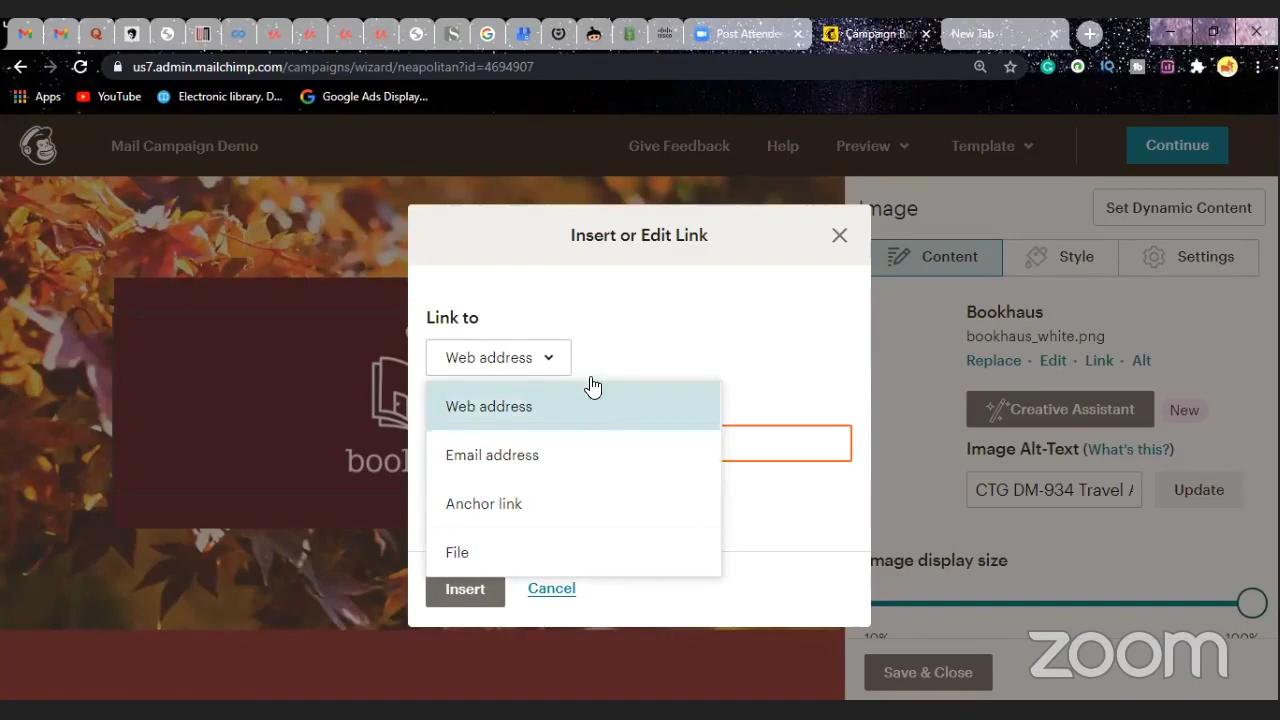 Post Attende
Campaign B
New Tab
us7.admin.mailchimp.com/campaigns/wizard/neapolitan?id=4694907
Apps
YouTube
Electronic library. D...
Google Ads Display...
Mail Campaign Demo
Give Feedback
Help
Preview
Template
Continue
Image
Set Dynamic Content
Insert or Edit Link
Content
Style
Settings
Link to
Web address
Web address
Email address
Anchor link
File
Insert
Cancel
boo
Bookhaus
bookhaus_white.png
Replace · Edit · Link · Alt
Creative Assistant
New
Image Alt-Text (What's this?)
CTG DM-934 Travel
Update
mage display size
10%
100%
Save & Close
zoom